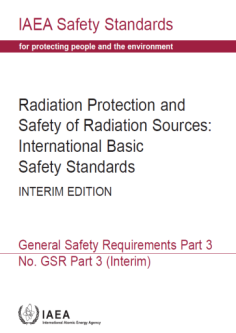 IAEA Safety Standards
for protecting people and the environment
Radiation Protection and
Safety of Radiation Sources:
International Basic
Safety Standards
INTERIM EDITION
General Safety Requirements Part 3
No. GSR Part 3 (Interim)
IAEA
International Atomic Energy Agency